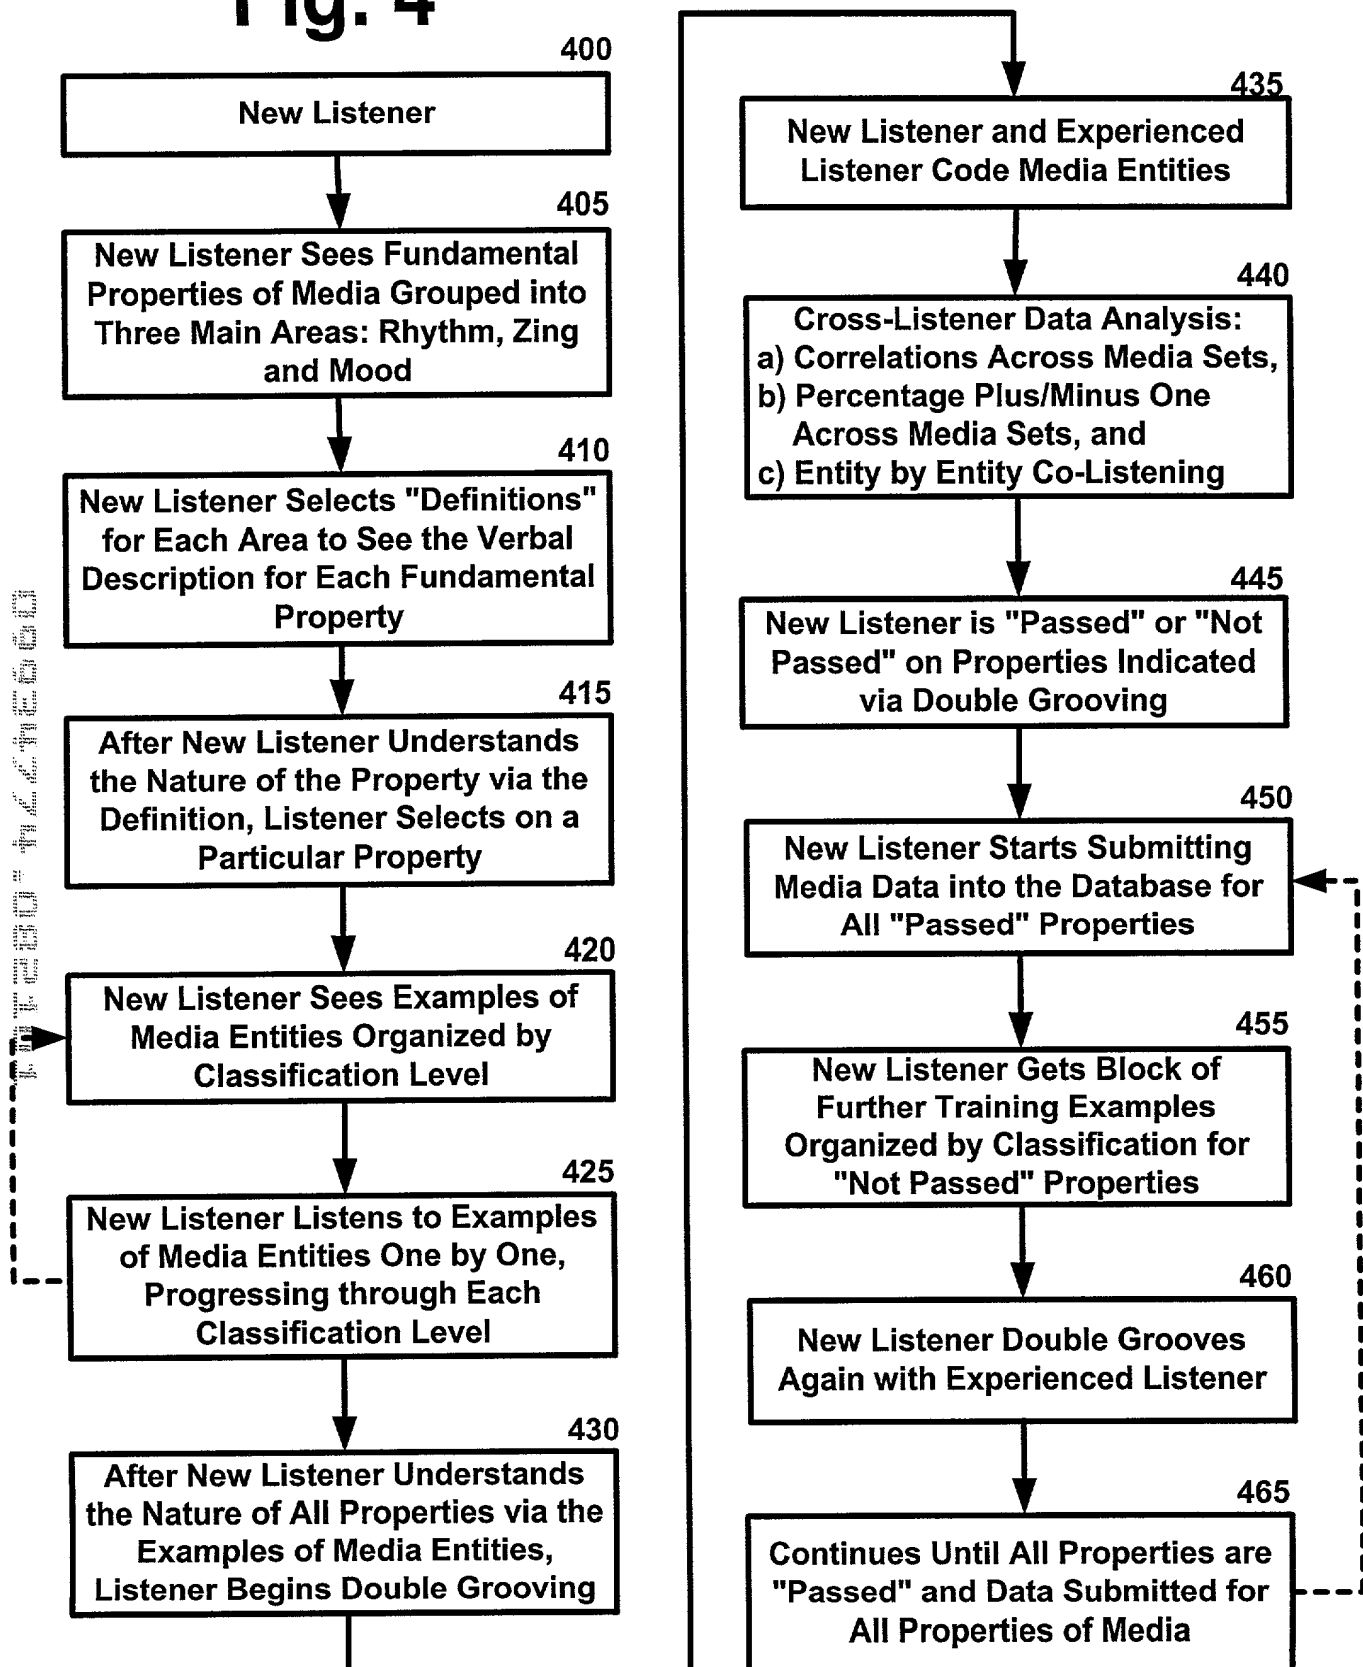 Fig. 4
400
New Listener
405
New Listener Sees Fundamental
Properties of Media Grouped into
Three Main Areas: Rhythm, Zing
and Mood
410
New Listener Selects "Definitions"
for Each Area to See the Verbal
Description for Each Fundamental
Property
415
After New Listener Understands
the Nature of the Property via the
Definition, Listener Selects on a
Particular Property
420
New Listener Sees Examples of
Media Entities Organized by
Classification Level
425
New Listener Listens to Examples
of Media Entities One by One,
Progressing through Each
Classification Level
430
After New Listener Understands
the Nature of All Properties via the
Examples of Media Entities,
Listener Begins Double Grooving
435
New Listener and Experienced
Listener Code Media Entities
440
Cross-Listener Data Analysis:
a) Correlations Across Media Sets,
b) Percentage Plus/Minus One
Across Media Sets, and
c) Entity by Entity Co-Listening
445
New Listener is "Passed" or "Not
Passed" on Properties Indicated
via Double Grooving
450
New Listener Starts Submitting
Media Data into the Database for
All "Passed" Properties
455
New Listener Gets Block of
Further Training Examples
Organized by Classification for
"Not Passed" Properties
460
New Listener Double Grooves
Again with Experienced Listener
465
Continues Until All Properties are
"Passed" and Data Submitted for
All Properties of Media